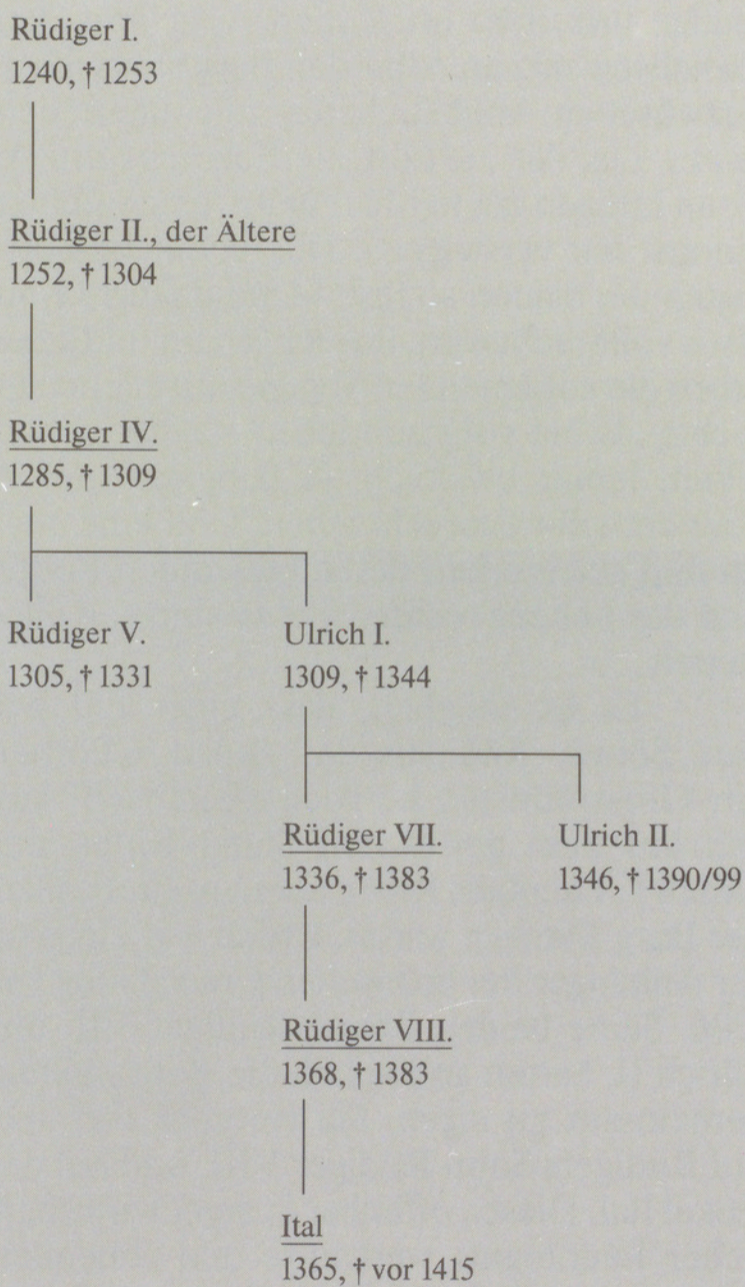 Rüdiger I.
1240, † 1253
Rüdiger II., der Ältere
1252, † 1304
Rüdiger IV.
1285, † 1309
Rüdiger V.
1305, † 1331
Ulrich I.
1309, † 1344
Rüdiger VII.
1336, † 1383
Ulrich II.
1346, † 1390/99
Rüdiger VIII.
1368, † 1383
Ital
1365, † vor 1415